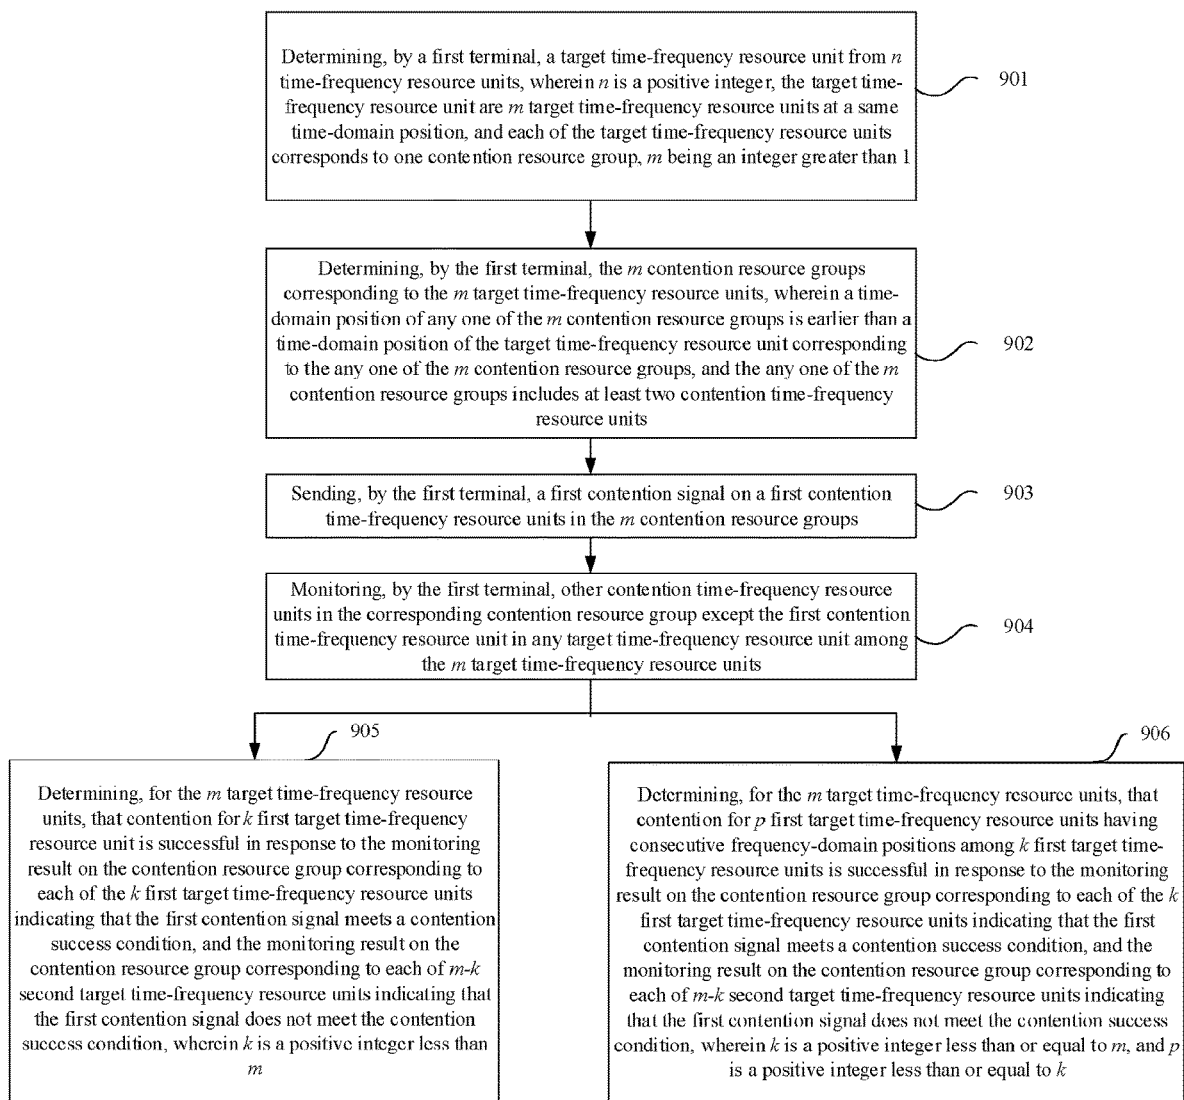 Determining, by a first terminal, a target time-frequency resource unit from n
time-frequency resource units, wherein n is a positive integer, the target time-
frequency resource unit are m target time-frequency resource units at a same
time-domain position, and each of the target time-frequency resource units
corresponds to one contention resource group, m being an integer greater than 1
901
Determining, by the first terminal, the m contention resource groups
corresponding to the m target time-frequency resource units, wherein a time-
domain position of any one of the m contention resource groups is earlier than a
time-domain position of the target time-frequency resource unit corresponding
to the any one of the m contention resource groups, and the any one of the m
contention resource groups includes at least two contention time-frequency
resource units
902
Sending, by the first terminal, a first contention signal on a first contention
time-frequency resource units in the m contention resource groups
903
Monitoring, by the first terminal, other contention time-frequency resource
units in the corresponding contention resource group except the first contention
time-frequency resource unit in any target time-frequency resource unit among
the m target time-frequency resource units
904
905
Determining, for the m target time-frequency resource
units, that contention for k first target time-frequency
resource unit is successful in response to the monitoring
result on the contention resource group corresponding to
each of the k first target time-frequency resource units
indicating that the first contention signal meets a contention
success condition, and the monitoring result on the
contention resource group corresponding to each of m-k
second target time-frequency resource units indicating that
the first contention signal does not meet the contention
success condition, wherein k is a positive integer less than
m
906
Determining, for the m target time-frequency resource units, that
contention for p first target time-frequency resource units having
consecutive frequency-domain positions among k first target time-
frequency resource units is successful in response to the monitoring
result on the contention resource group corresponding to each of the k
first target time-frequency resource units indicating that the first
contention signal meets a contention success condition, and the
monitoring result on the contention resource group corresponding to
each of m-k second target time-frequency resource units indicating
that the first contention signal does not meet the contention success
condition, wherein k is a positive integer less than or equal to m, and p
is a positive integer less than or equal to k